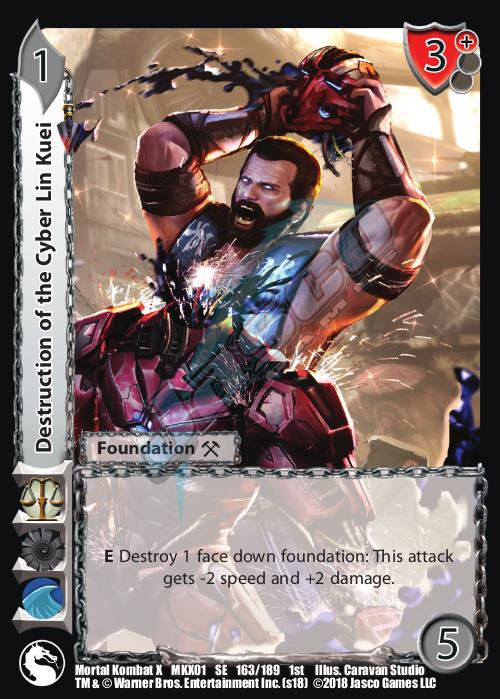 1
3
+
Destruction of the Cyber Lin Kuei
Foundation
E Destroy 1 face down foundation: This attack
gets -2 speed and +2 damage.
5
Mortal Kombat X MKX01 SE 163/189 1st Illus. Caravan Studio
TM & © Warner Bros. Entertainment Inc. (s18) ©2018 Jasco Games LLC